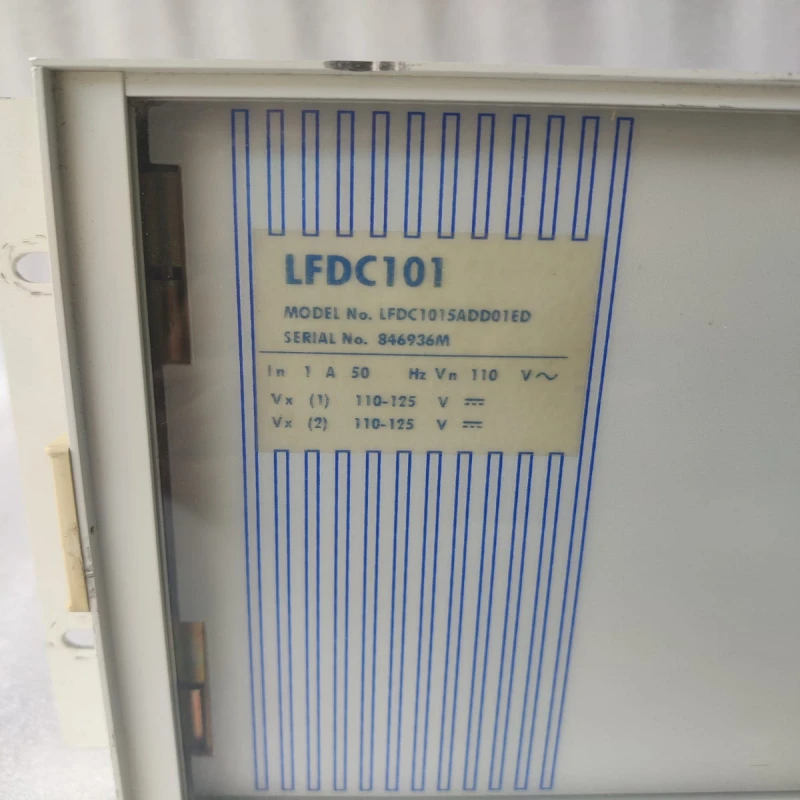 LFDC101
MODEL No. LFDC1015ADD01ED
SERIAL No. 846936M
In 1 A 50 Hz Vn 110 V~
Vx (1) 110-125 V ⎓
Vx (2) 110-125 V ⎓